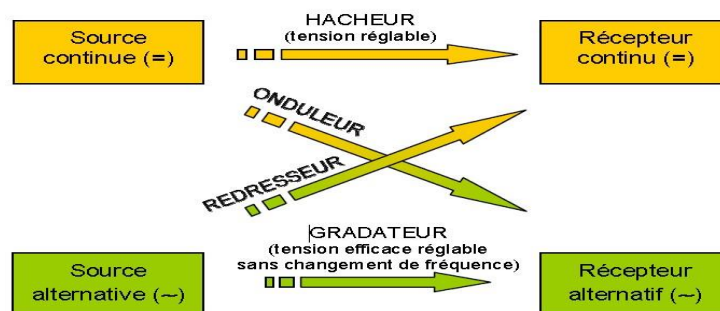 HACHEUR
(tension réglable)
Source
continue (=)
Récepteur
continu (=)
ONDULEUR
REDRESSEUR
GRADATEUR
(tension efficace réglable
sans changement de fréquence)
Source
alternative (~)
Récepteur
alternatif (~)